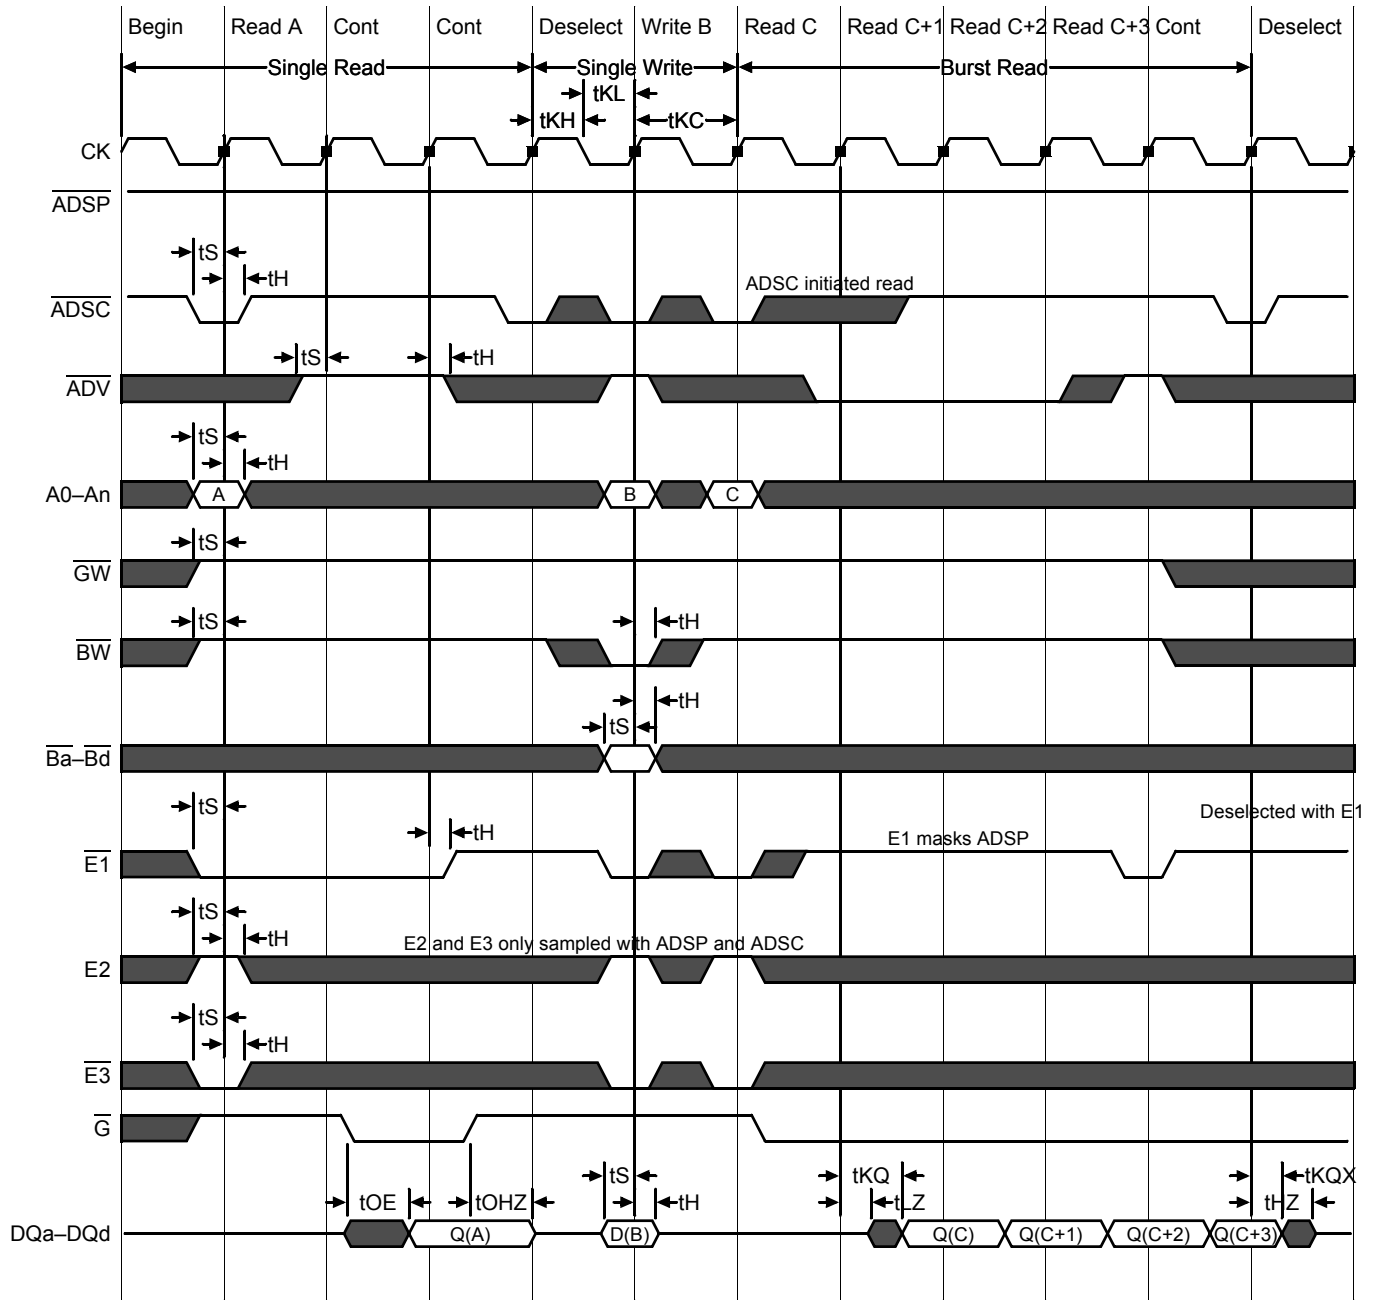 Begin Read A Cont Cont Deselect Write B Read C Read C+1 Read C+2 Read C+3 Cont Deselect
Single Read Single Write Burst Read
tKL
tKH tKC
CK
ADSP
tS
tH
ADSC initiated read
ADSC
tS tH
ADV
tS
tH
A0–An A B C
tS
GW
tS tH
BW
tH
tS
Ba–Bd
tS Deselected with E1
tH E1 masks ADSP
E1
tS
tH E2 and E3 only sampled with ADSP and ADSC
E2
tS
tH
E3
G
tS tKQ tKQX
tOE tOHZ tH tLZ tHZ
DQa–DQd Q(A) D(B) Q(C) Q(C+1) Q(C+2) Q(C+3)